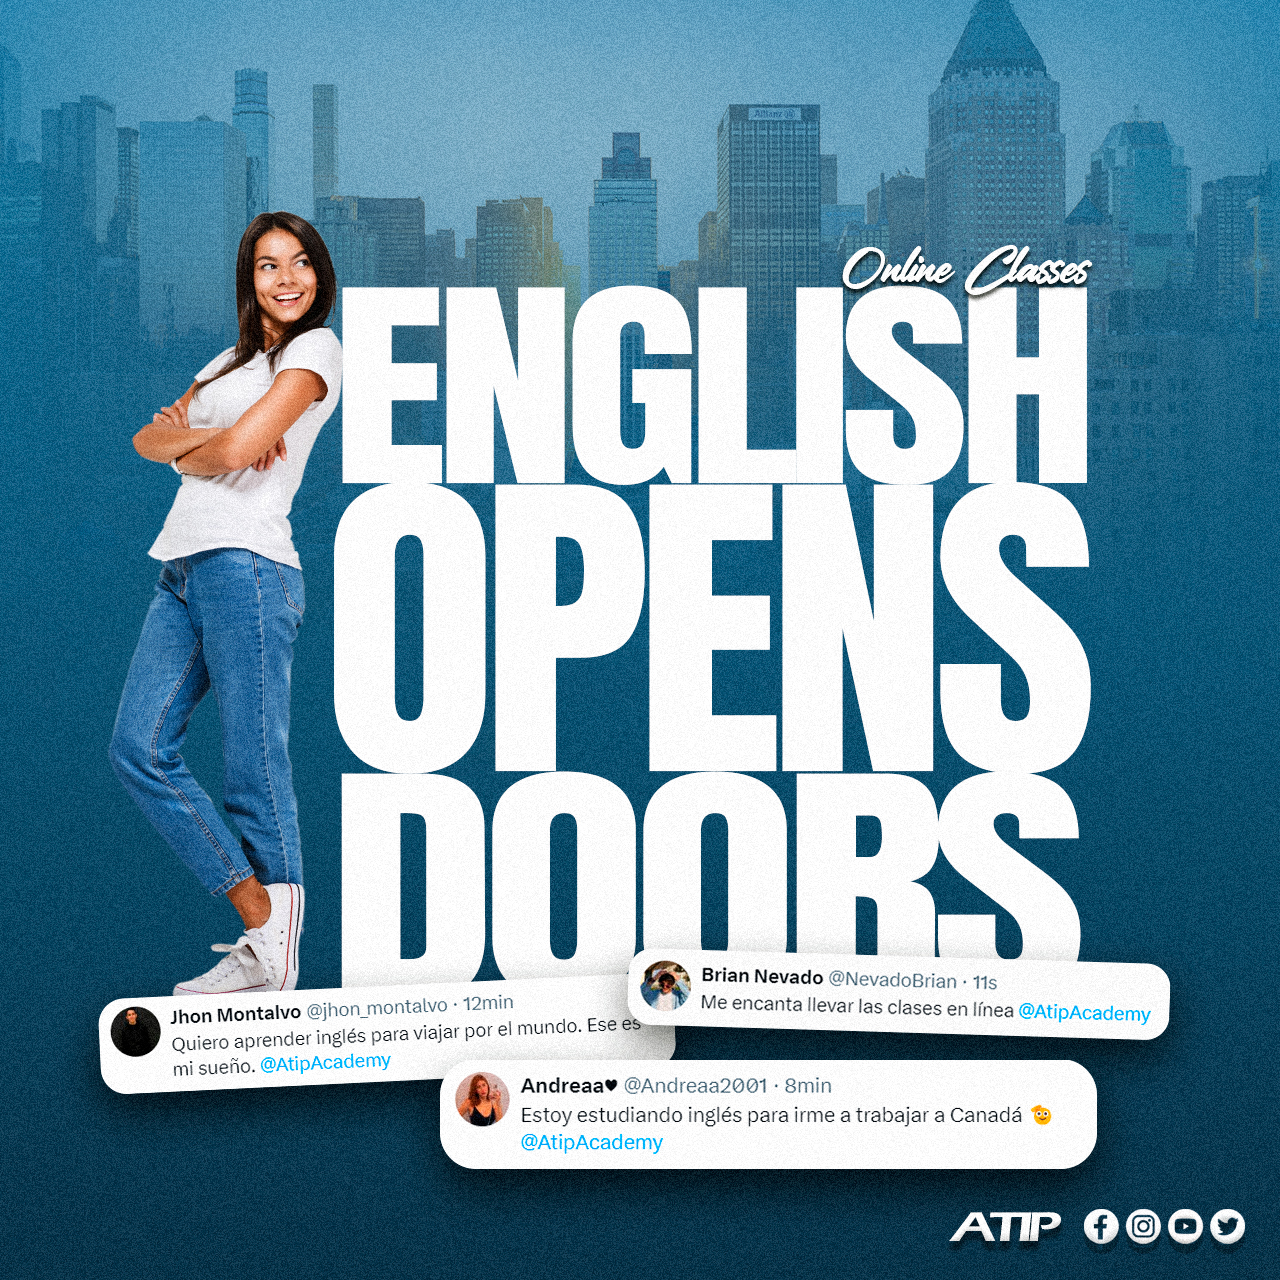 Allianz
Online Classes
ENGLISH
OPENS
DOORS
Jhon Montalvo @jhon_montalvo · 12min
Quiero aprender inglés para viajar por el mundo. Ese es
mi sueño. @AtipAcademy
Brian Nevado @NevadoBrian · 11s
Me encanta llevar las clases en línea @AtipAcademy
Andreaa♥ @Andreaa2001 · 8min
Estoy estudiando inglés para irme a trabajar a Canadá 🫡
@AtipAcademy
ATIP